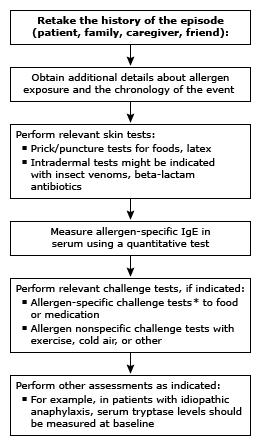 Retake the history of the episode
(patient, family, caregiver, friend):
Obtain additional details about allergen
exposure and the chronology of the event
Perform relevant skin tests:
▪ Prick/puncture tests for foods, latex
▪ Intradermal tests might be indicated
with insect venoms, beta-lactam
antibiotics
Measure allergen-specific IgE in
serum using a quantitative test
Perform relevant challenge tests, if indicated:
▪ Allergen-specific challenge tests* to food
or medication
▪ Allergen nonspecific challenge tests with
exercise, cold air, or other
Perform other assessments as indicated:
▪ For example, in patients with idiopathic
anaphylaxis, serum tryptase levels should
be measured at baseline